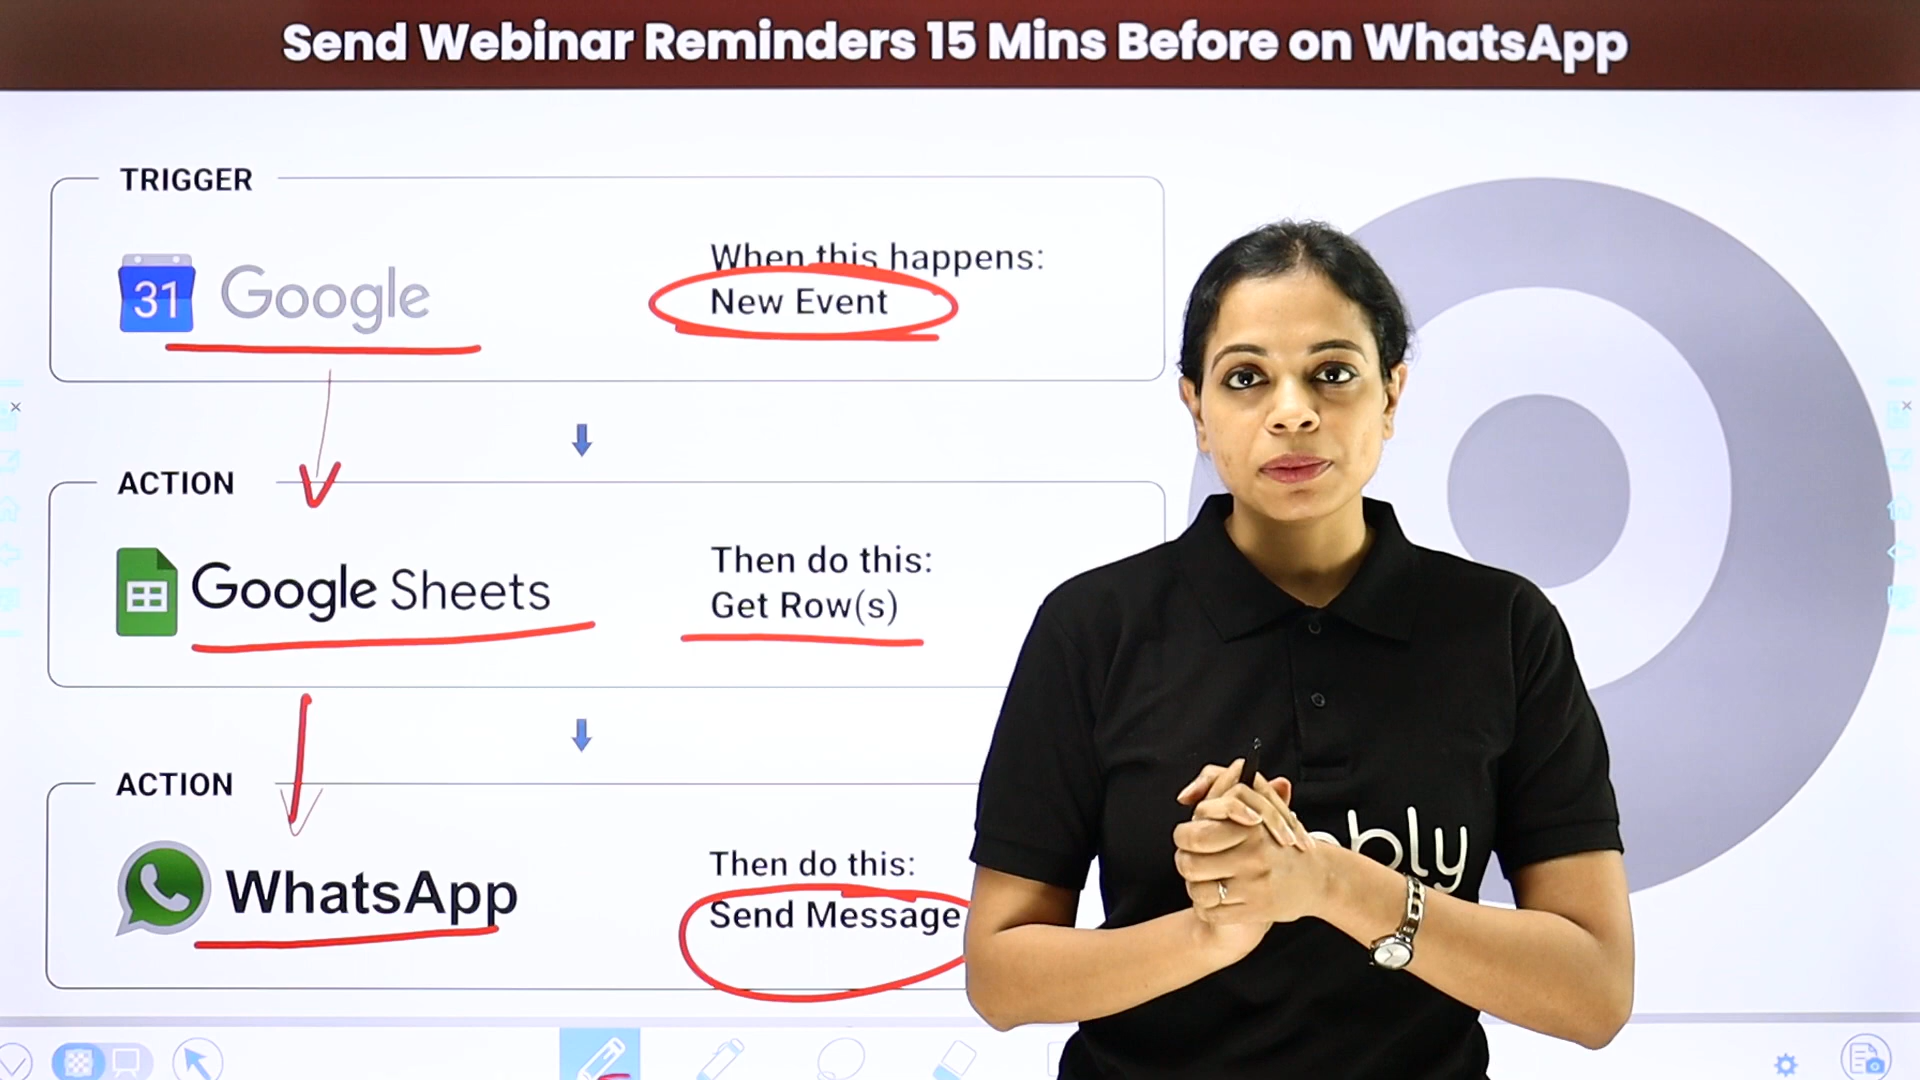 Send Webinar Reminders 15 Mins Before on WhatsApp
TRIGGER
31 Google
When this happens:
New Event
ACTION
Google Sheets
Then do this:
Get Row(s)
ACTION
WhatsApp
Then do this:
Send Message